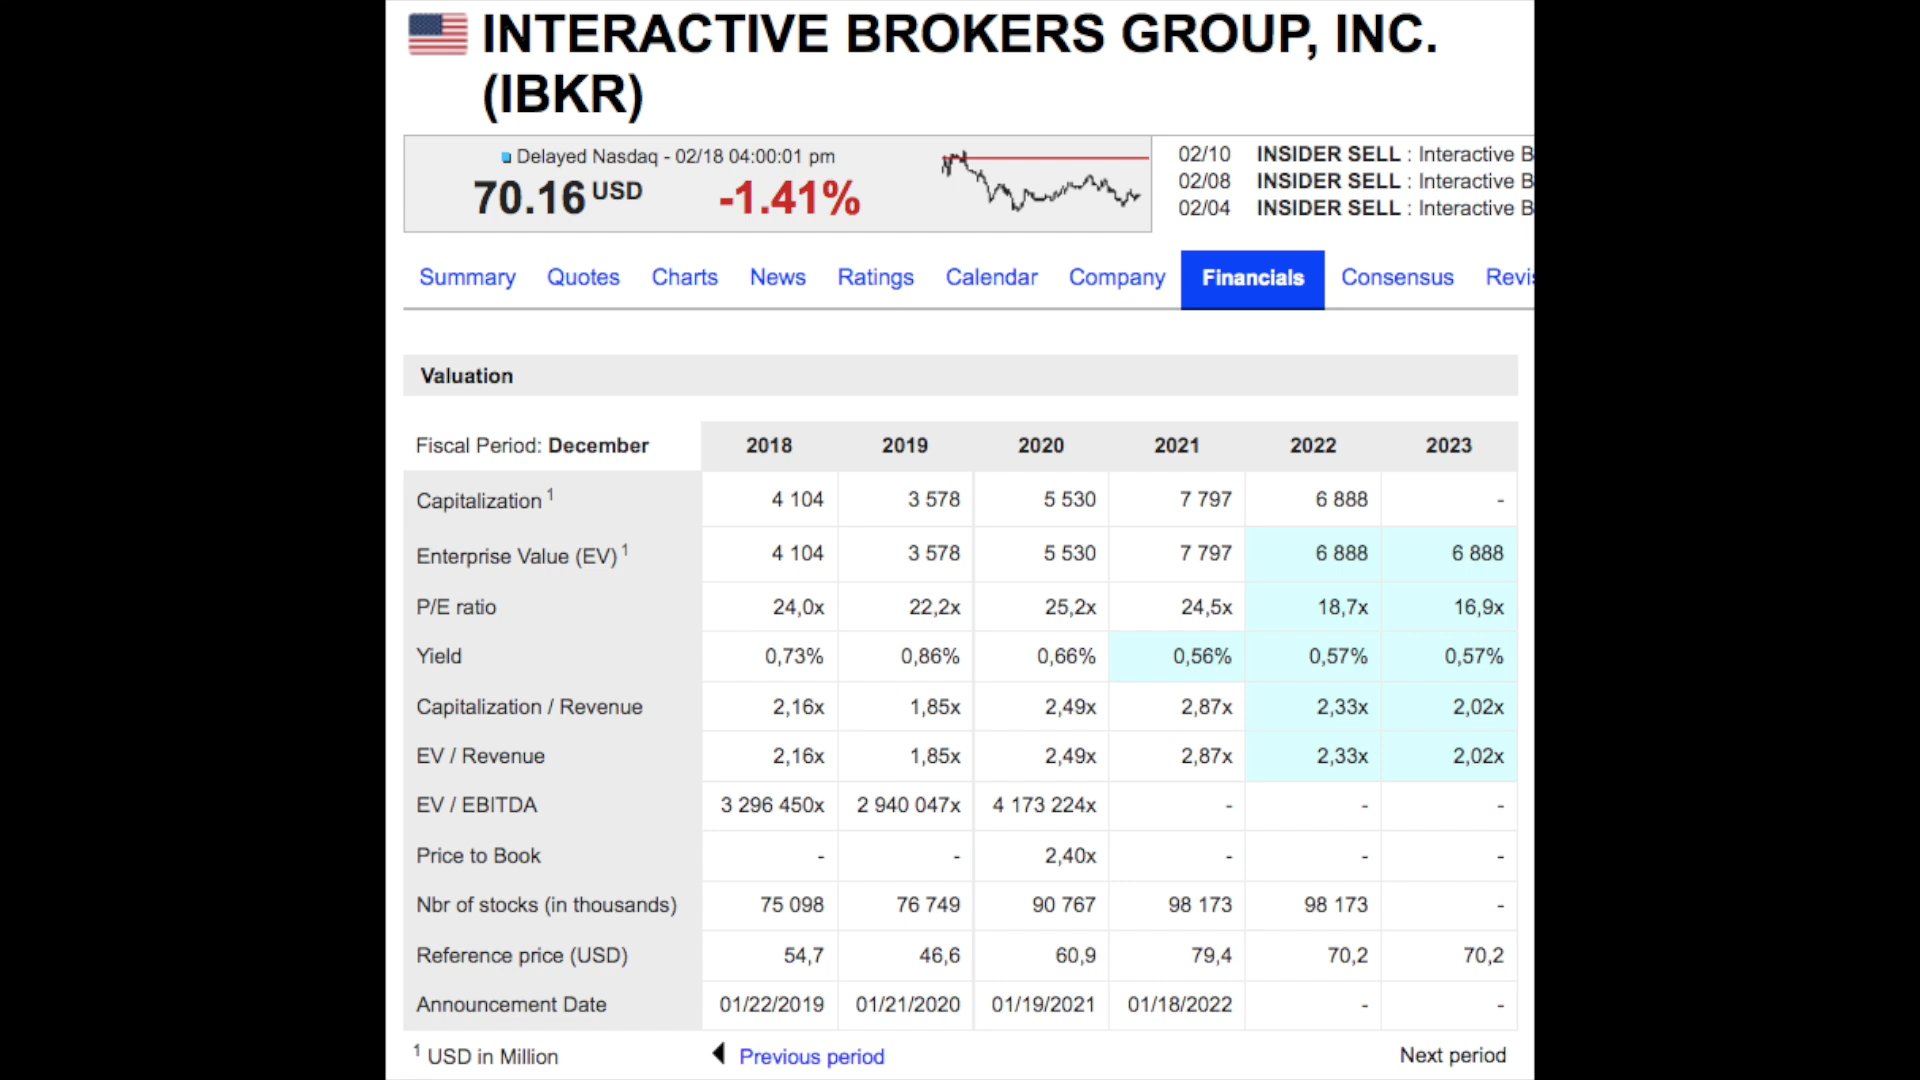 INTERACTIVE BROKERS GROUP, INC.
(IBKR)
Delayed Nasdaq - 02/18 04:00:01 pm
70.16 USD -1.41%
02/10 INSIDER SELL : Interactive B
02/08 INSIDER SELL : Interactive B
02/04 INSIDER SELL : Interactive B
Summary Quotes Charts News Ratings Calendar Company Financials Consensus Revis
Valuation
Fiscal Period: December 2018 2019 2020 2021 2022 2023
Capitalization 1 4 104 3 578 5 530 7 797 6 888 -
Enterprise Value (EV) 1 4 104 3 578 5 530 7 797 6 888 6 888
P/E ratio 24,0x 22,2x 25,2x 24,5x 18,7x 16,9x
Yield 0,73% 0,86% 0,66% 0,56% 0,57% 0,57%
Capitalization / Revenue 2,16x 1,85x 2,49x 2,87x 2,33x 2,02x
EV / Revenue 2,16x 1,85x 2,49x 2,87x 2,33x 2,02x
EV / EBITDA 3 296 450x 2 940 047x 4 173 224x - - -
Price to Book - - 2,40x - - -
Nbr of stocks (in thousands) 75 098 76 749 90 767 98 173 98 173 -
Reference price (USD) 54,7 46,6 60,9 79,4 70,2 70,2
Announcement Date 01/22/2019 01/21/2020 01/19/2021 01/18/2022 - -
1 USD in Million Previous period Next period